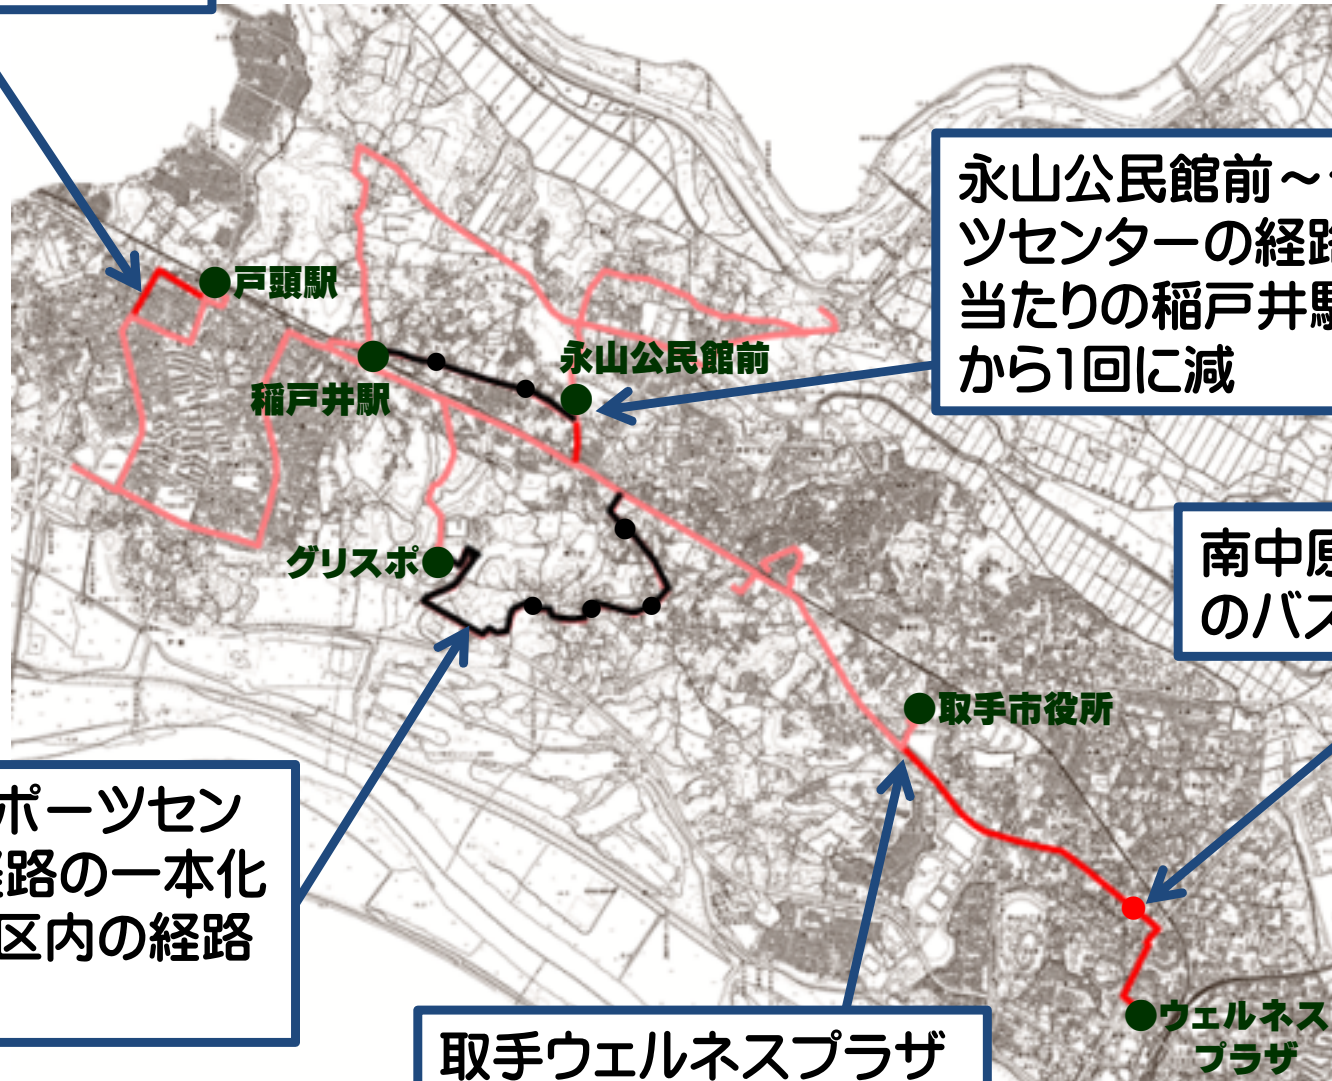 永山公民館前～
ツセンターの経路
当たりの稲戸井駅
から1回に減
戸頭駅
永山公民館前
稲戸井駅
グリスポ
南中原
のバス
取手市役所
ポーツセン
経路の一本化
区内の経路
ウェルネス
プラザ
取手ウェルネスプラザ